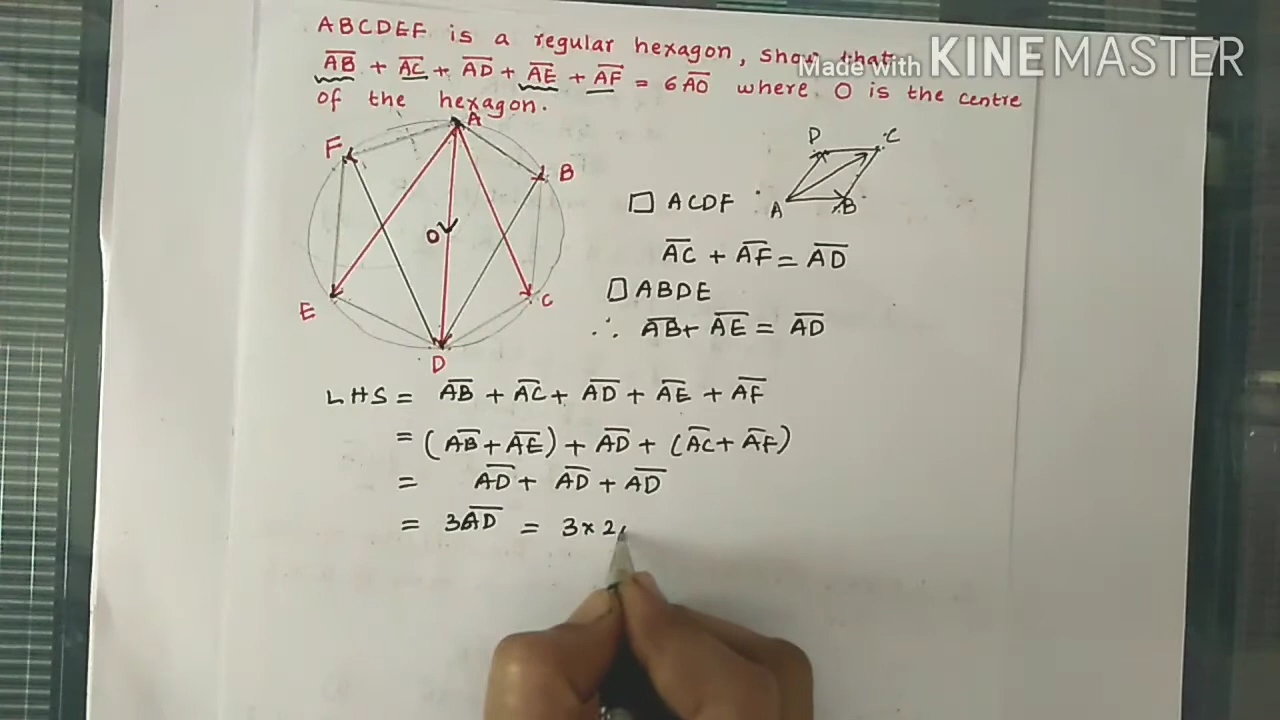 ABCDEF is a regular hexagon, show that
Made with KINEMASTER
AB + AC + AD + AE + AF = 6AO where O is the centre
of the hexagon.
A
F
B
O
E
C
D
D C
A B
□ ACDF
AC + AF = AD
□ ABDE
∴ AB + AE = AD
LHS = AB + AC + AD + AE + AF
= (AB + AE) + AD + (AC + AF)
= AD + AD + AD
= 3AD = 3 × 2